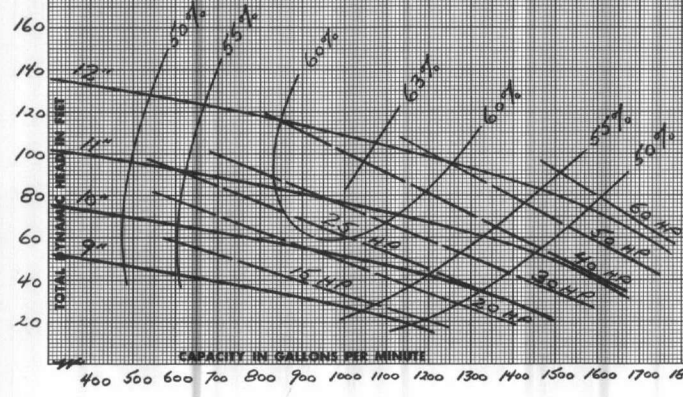 160
140
120
100
80
60
40
20
TOTAL DYNAMIC HEAD IN FEET
50%
55%
60%
63%
60%
55%
50%
12"
11"
10"
9"
15 HP
20 HP
25 HP
30 HP
40 HP
50 HP
60 HP
CAPACITY IN GALLONS PER MINUTE
400 500 600 700 800 900 1000 1100 1200 1300 1400 1500 1600 1700 18